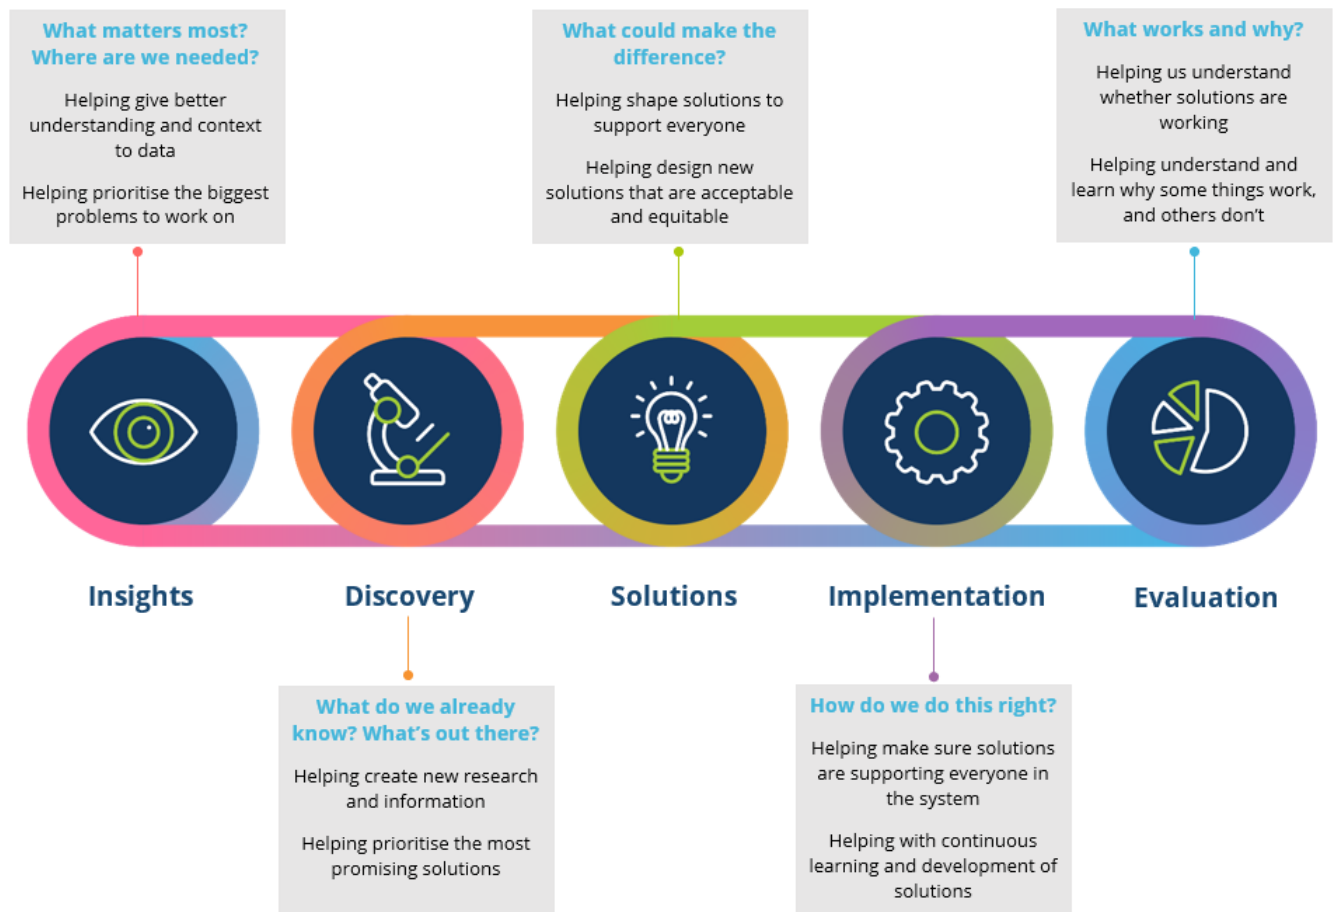 What matters most?
Where are we needed?
Helping give better
understanding and context
to data
Helping prioritise the biggest
problems to work on
What could make the
difference?
Helping shape solutions to
support everyone
Helping design new
solutions that are acceptable
and equitable
What works and why?
Helping us understand
whether solutions are
working
Helping understand and
learn why some things work,
and others don’t
Insights
Discovery
Solutions
Implementation
Evaluation
What do we already
know? What’s out there?
Helping create new research
and information
Helping prioritise the most
promising solutions
How do we do this right?
Helping make sure solutions
are supporting everyone in
the system
Helping with continuous
learning and development of
solutions